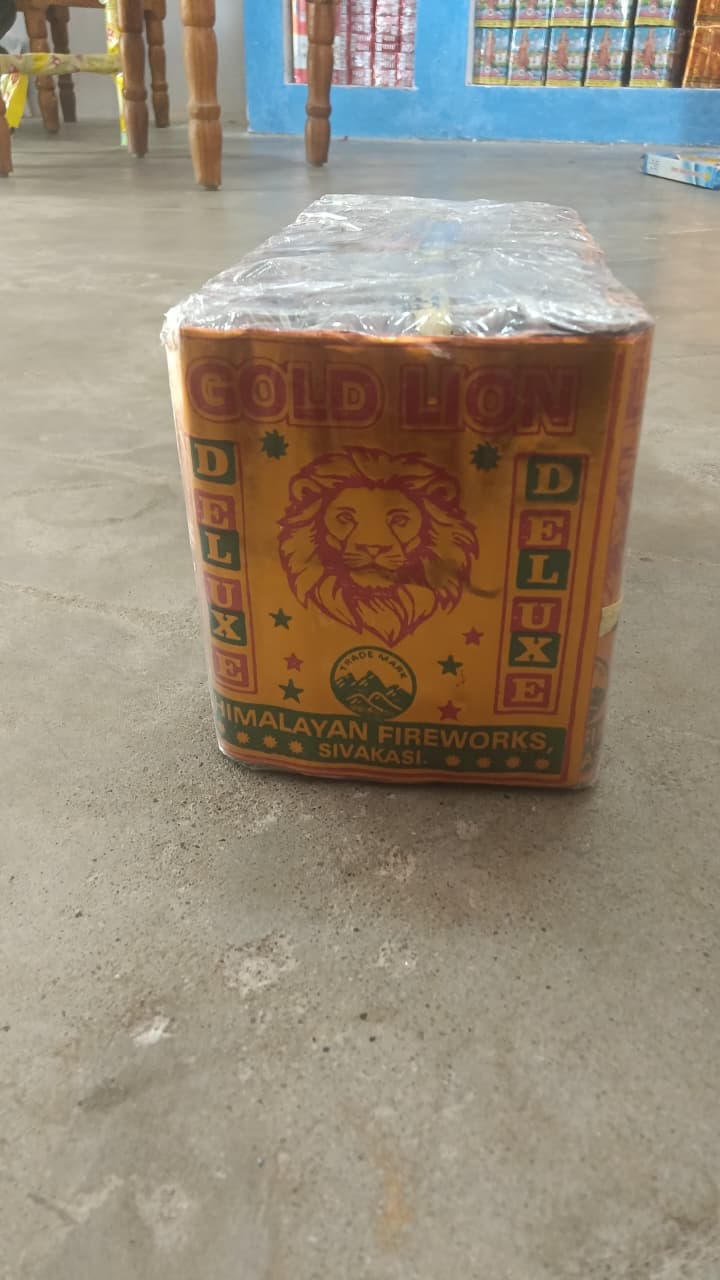 GOLD LION
DELUXE
DELUXE
TRADE MARK
HIMALAYAN FIREWORKS,
SIVAKASI.